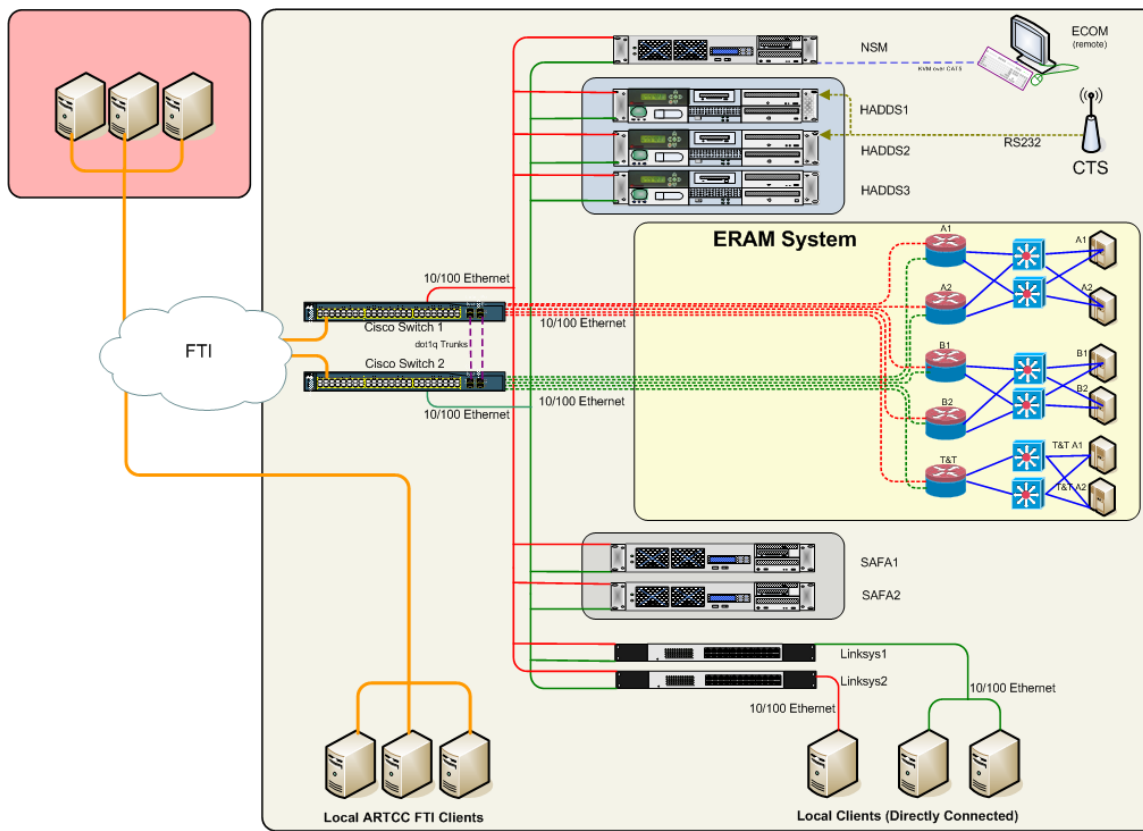 NSM
ECOM
(remote)
KVM over CAT5
HADDS1
HADDS2
HADDS3
RS232
CTS
ERAM System
A1
A1
A2
A2
B1
B1
B2
B2
T&T
T&T A1
T&T A2
10/100 Ethernet
Cisco Switch 1
10/100 Ethernet
dot1q Trunks
FTI
Cisco Switch 2
10/100 Ethernet
10/100 Ethernet
SAFA1
SAFA2
Linksys1
Linksys2
10/100 Ethernet
10/100 Ethernet
Local ARTCC FTI Clients
Local Clients (Directly Connected)